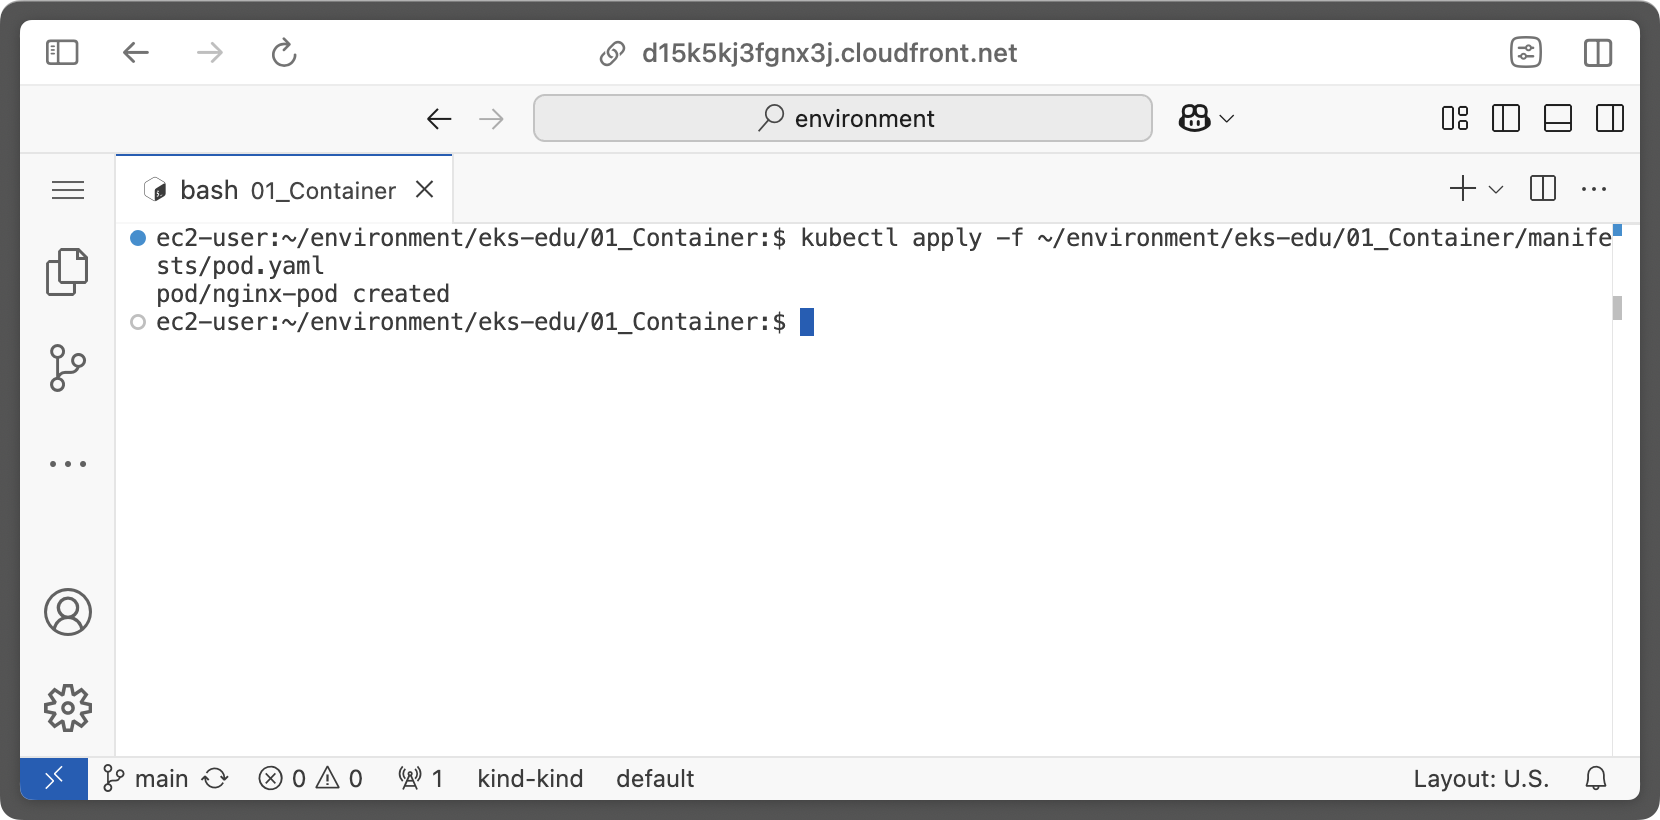 d15k5kj3fgnx3j.cloudfront.net
environment
bash 01_Container
ec2-user:~/environment/eks-edu/01_Container:$ kubectl apply -f ~/environment/eks-edu/01_Container/manife
sts/pod.yaml
pod/nginx-pod created
ec2-user:~/environment/eks-edu/01_Container:$
main 0 0 1 kind-kind default Layout: U.S.